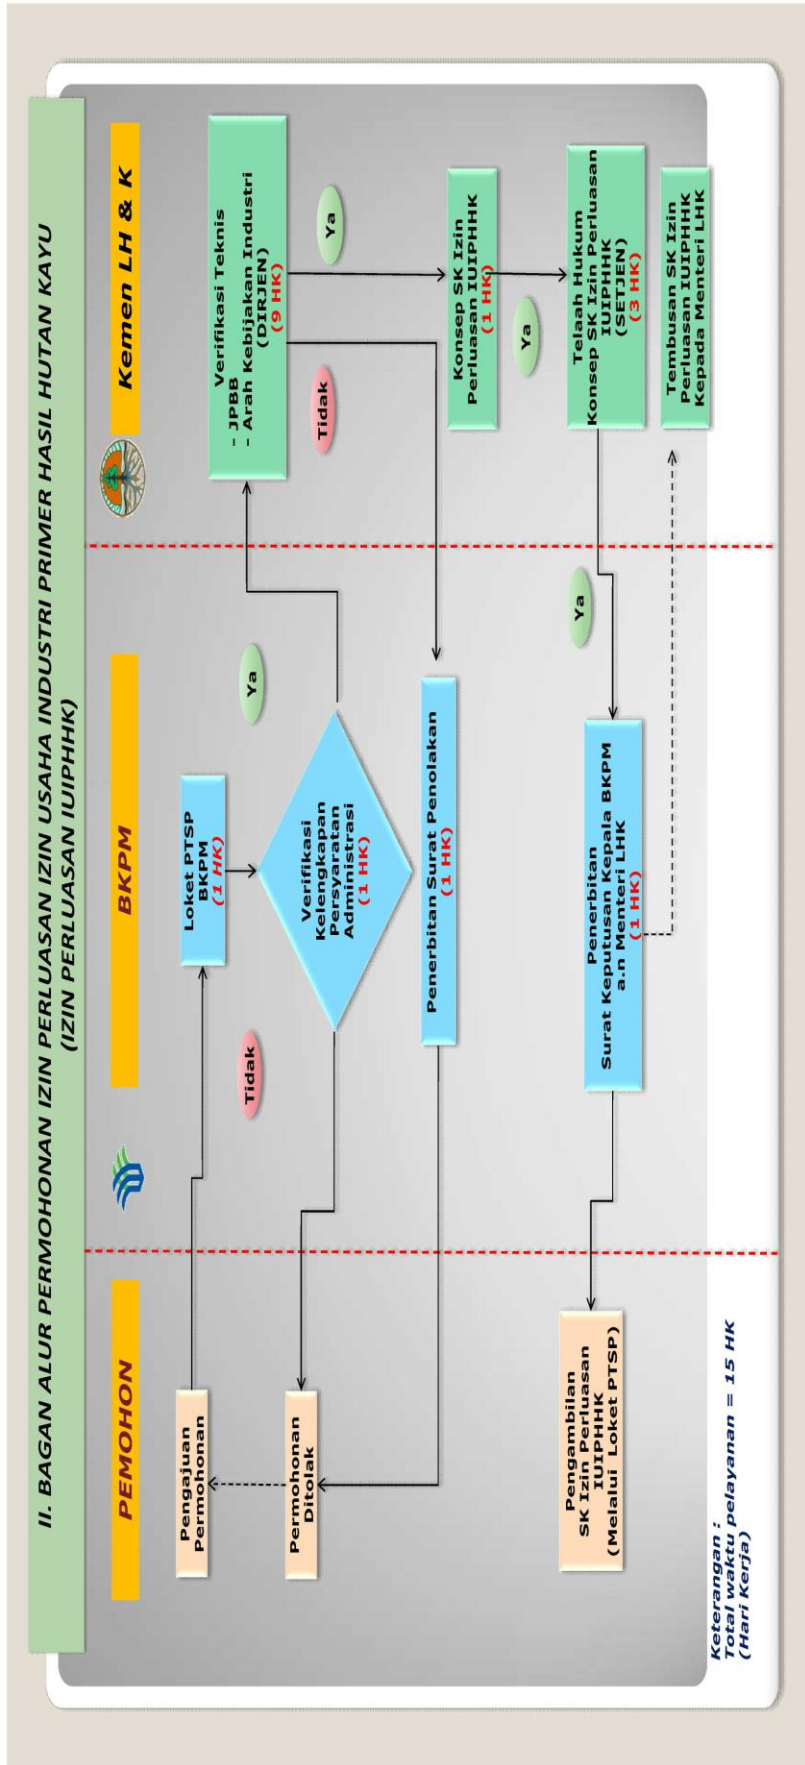 II. BAGAN ALUR PERMOHONAN IZIN PERLUASAN IZIN USAHA INDUSTRI PRIMER HASIL HUTAN KAYU
(IZIN PERLUASAN IUIPHHK)
PEMOHON
BKPM
Kemen LH & K
Pengajuan
Permohonan
Loket PTSP
BKPM
(1 HK)
Verifikasi Teknis
- JPBB
- Arah Kebijakan Industri
(DIRJEN)
(9 HK)
Tidak
Ya
Ya
Permohonan
Ditolak
Verifikasi
Kelengkapan
Persyaratan
Administrasi
(1 HK)
Tidak
Penerbitan Surat Penolakan
(1 HK)
Konsep SK Izin
Perluasan IUIPHHK
(1 HK)
Ya
Ya
Pengambilan
SK Izin Perluasan
IUIPHHK
(Melalui Loket PTSP)
Penerbitan
Surat Keputusan Kepala BKPM
a.n Menteri LHK
(1 HK)
Telaah Hukum
Konsep SK Izin Perluasan
IUIPHHK
(SETJEN)
(3 HK)
Tembusan SK Izin
Perluasan IUIPHHK
Kepada Menteri LHK
Keterangan :
Total waktu pelayanan = 15 HK
(Hari Kerja)